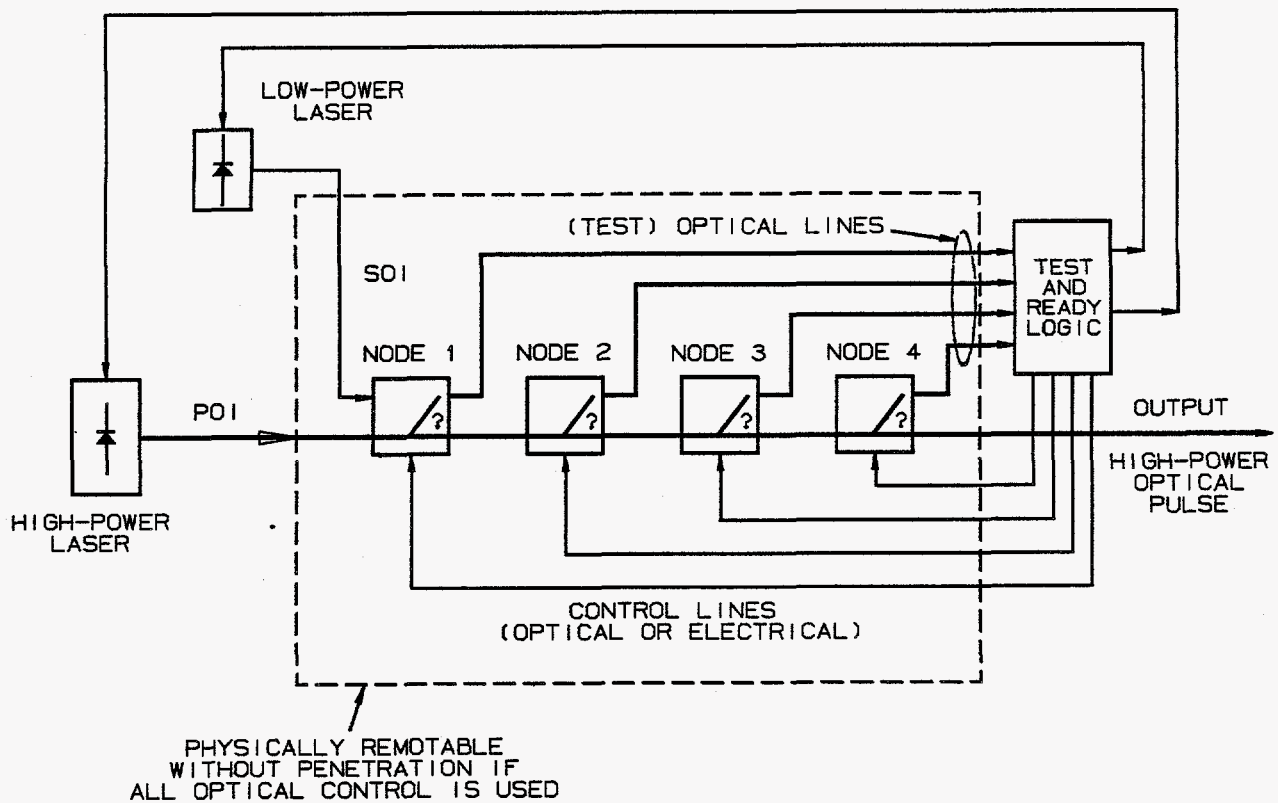 LOW-POWER
LASER
(TEST) OPTICAL LINES
SOI
TEST
AND
READY
LOGIC
NODE 1
NODE 2
NODE 3
NODE 4
?
?
?
?
POI
OUTPUT
HIGH-POWER
OPTICAL
PULSE
HIGH-POWER
LASER
CONTROL LINES
(OPTICAL OR ELECTRICAL)
PHYSICALLY REMOTABLE
WITHOUT PENETRATION IF
ALL OPTICAL CONTROL IS USED